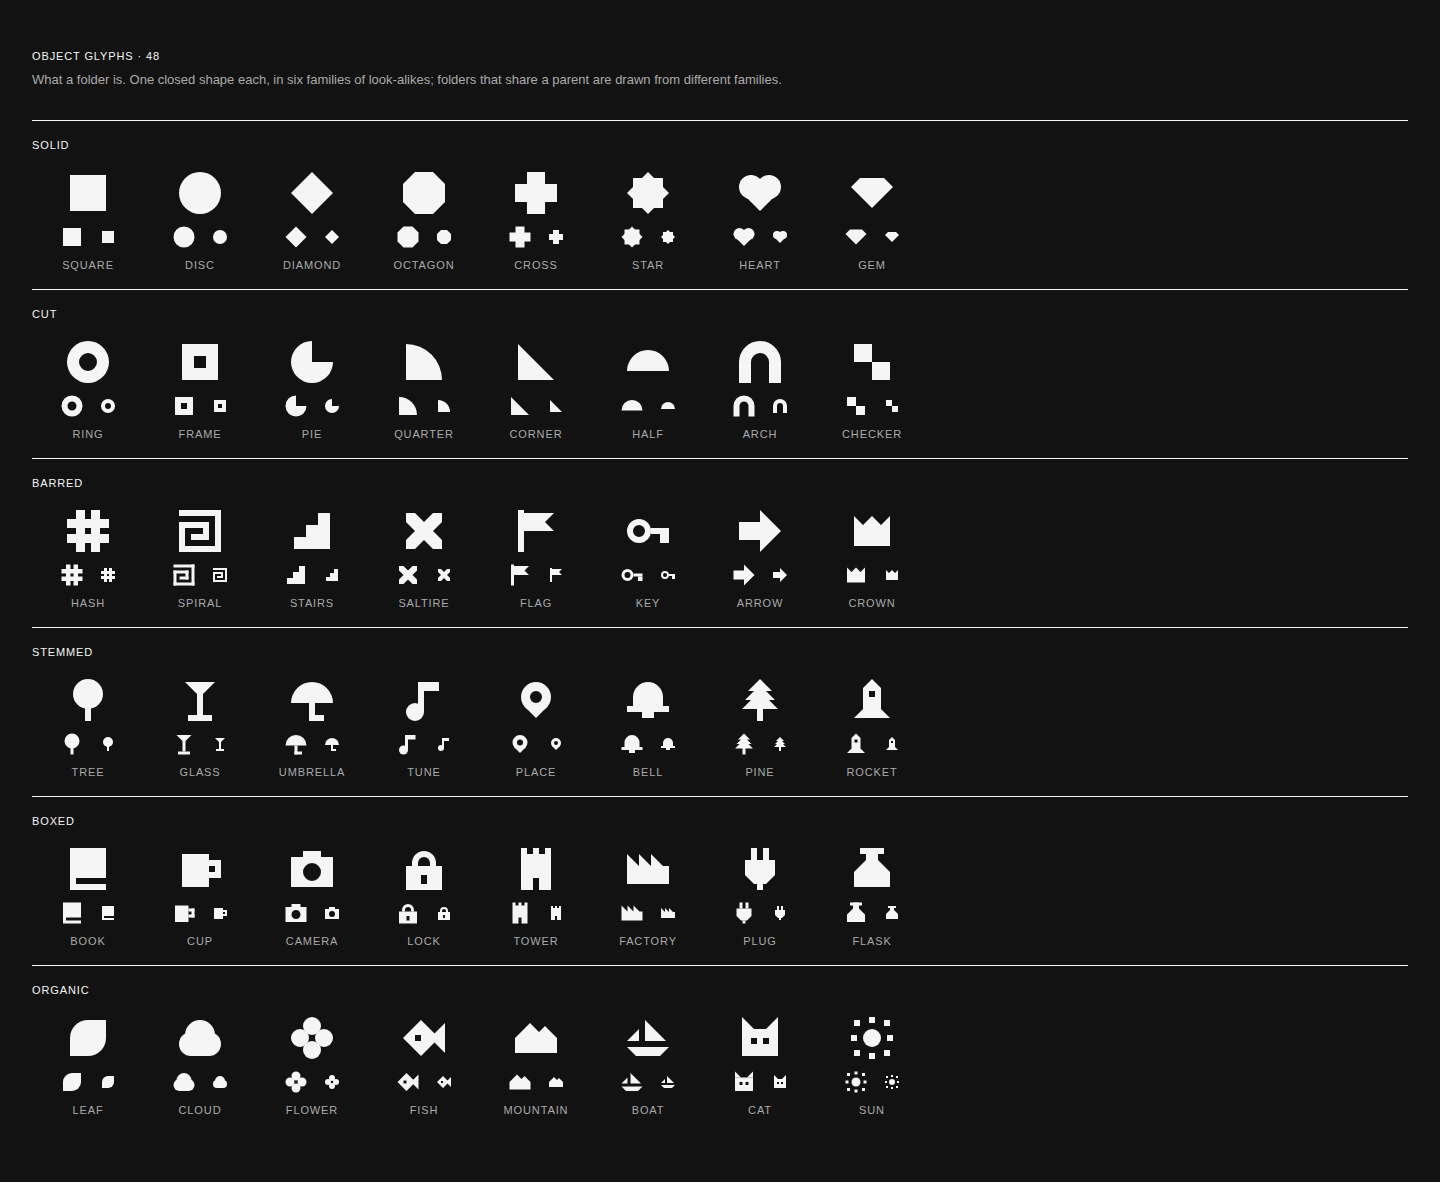 OBJECT GLYPHS · 48
What a folder is. One closed shape each, in six families of look-alikes; folders that share a parent are drawn from different families.
SOLID
SQUARE DISC DIAMOND OCTAGON CROSS STAR HEART GEM
CUT
RING FRAME PIE QUARTER CORNER HALF ARCH CHECKER
BARRED
HASH SPIRAL STAIRS SALTIRE FLAG KEY ARROW CROWN
STEMMED
TREE GLASS UMBRELLA TUNE PLACE BELL PINE ROCKET
BOXED
BOOK CUP CAMERA LOCK TOWER FACTORY PLUG FLASK
ORGANIC
LEAF CLOUD FLOWER FISH MOUNTAIN BOAT CAT SUN